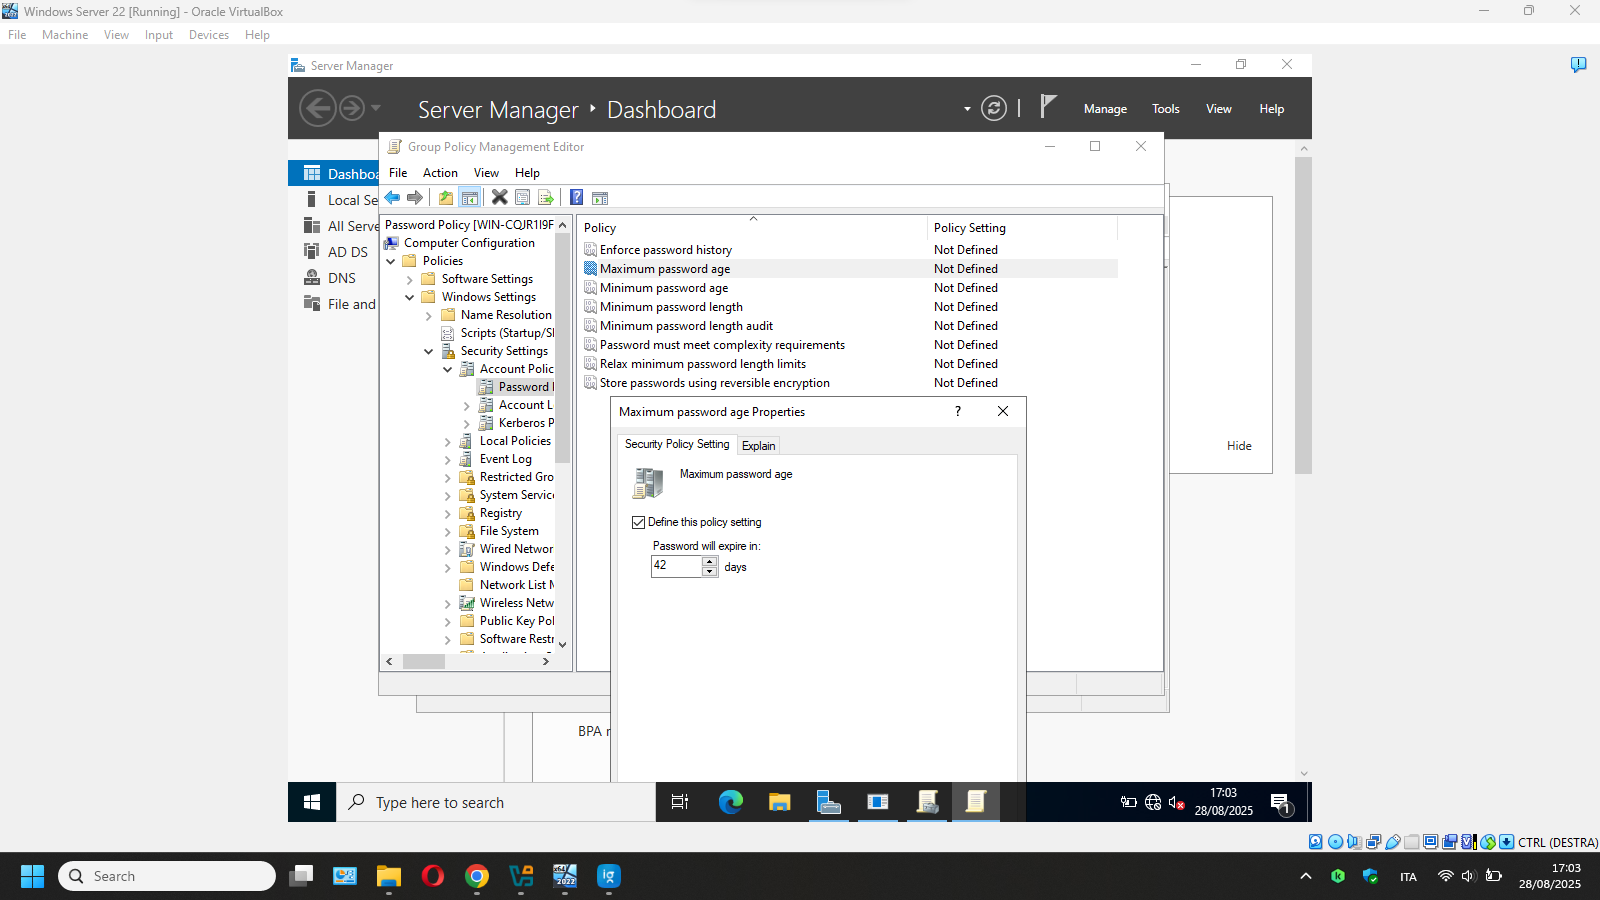 Windows Server 22 [Running] - Oracle VirtualBox
File Machine View Input Devices Help
Server Manager
Server Manager Dashboard
Manage Tools View Help
Group Policy Management Editor
File Action View Help
Dashboa
Local Se
All Serve
AD DS
DNS
File and
Password Policy [WIN-CQJR1I9F
Computer Configuration
Policies
Software Settings
Windows Settings
Name Resolution
Scripts (Startup/Sl
Security Settings
Account Polic
Password
Account L
Kerberos P
Local Policies
Event Log
Restricted Gro
System Service
Registry
File System
Wired Networ
Windows Defe
Network List M
Wireless Netw
Public Key Pol
Software Restr
Policy Policy Setting
Enforce password history Not Defined
Maximum password age Not Defined
Minimum password age Not Defined
Minimum password length Not Defined
Minimum password length audit Not Defined
Password must meet complexity requirements Not Defined
Relax minimum password length limits Not Defined
Store passwords using reversible encryption Not Defined
Maximum password age Properties
?
Security Policy Setting Explain
Maximum password age
Define this policy setting
Password will expire in:
42 days
Hide
BPA r
Type here to search
17:03
28/08/2025
1
CTRL (DESTRA)
Search
ITA
17:03
28/08/2025